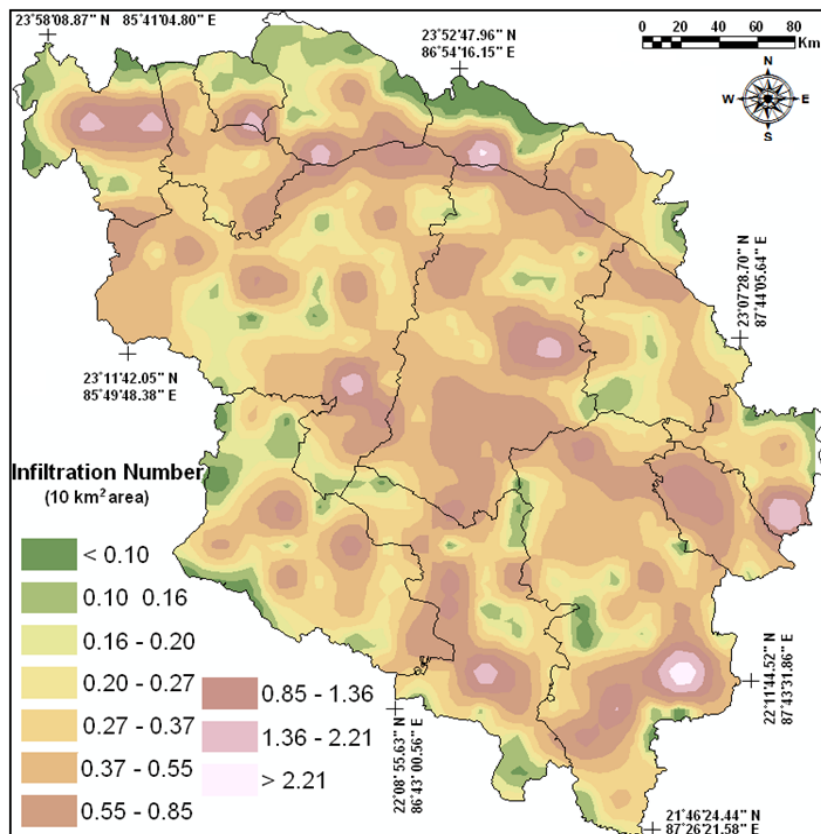 23°58'08.87" N 85°41'04.80" E
23°52'47.96" N
86°54'16.15" E
0 20 40 60 80
Km
N
W E
S
23°07'28.70" N
87°44'05.64" E
23°11'42.05" N
85°49'48.38" E
Infiltration Number
(10 km² area)
< 0.10
0.10 0.16
0.16 - 0.20
0.20 - 0.27
0.27 - 0.37
0.37 - 0.55
0.55 - 0.85
0.85 - 1.36
1.36 - 2.21
> 2.21
22°08' 55.63" N
86°43' 00.56" E
22°11'44.52" N
87°43'31.86" E
21°46'24.44" N
87°26'21.58" E